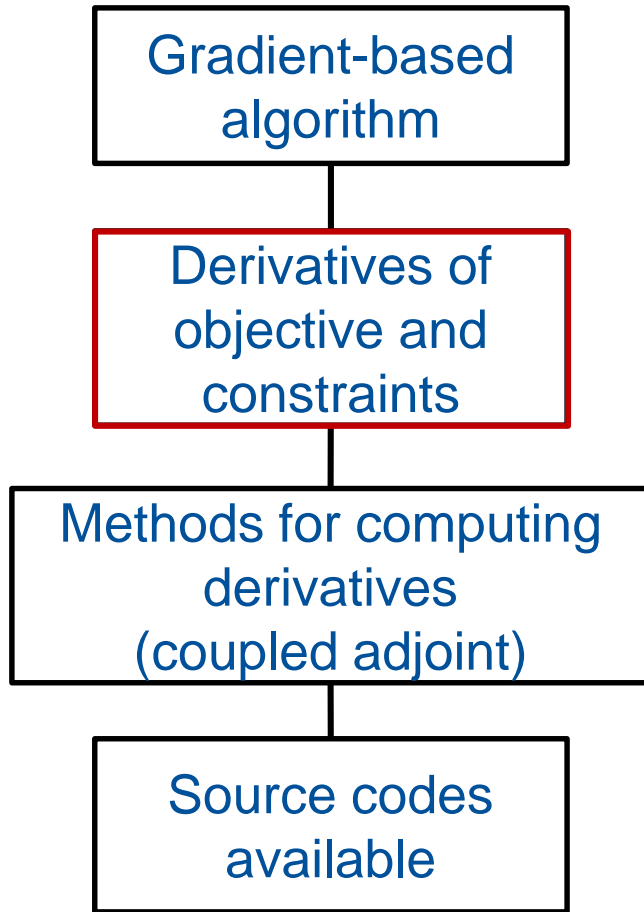 Gradient-based
algorithm
Derivatives of
objective and
constraints
Methods for computing
derivatives
(coupled adjoint)
Source codes
available